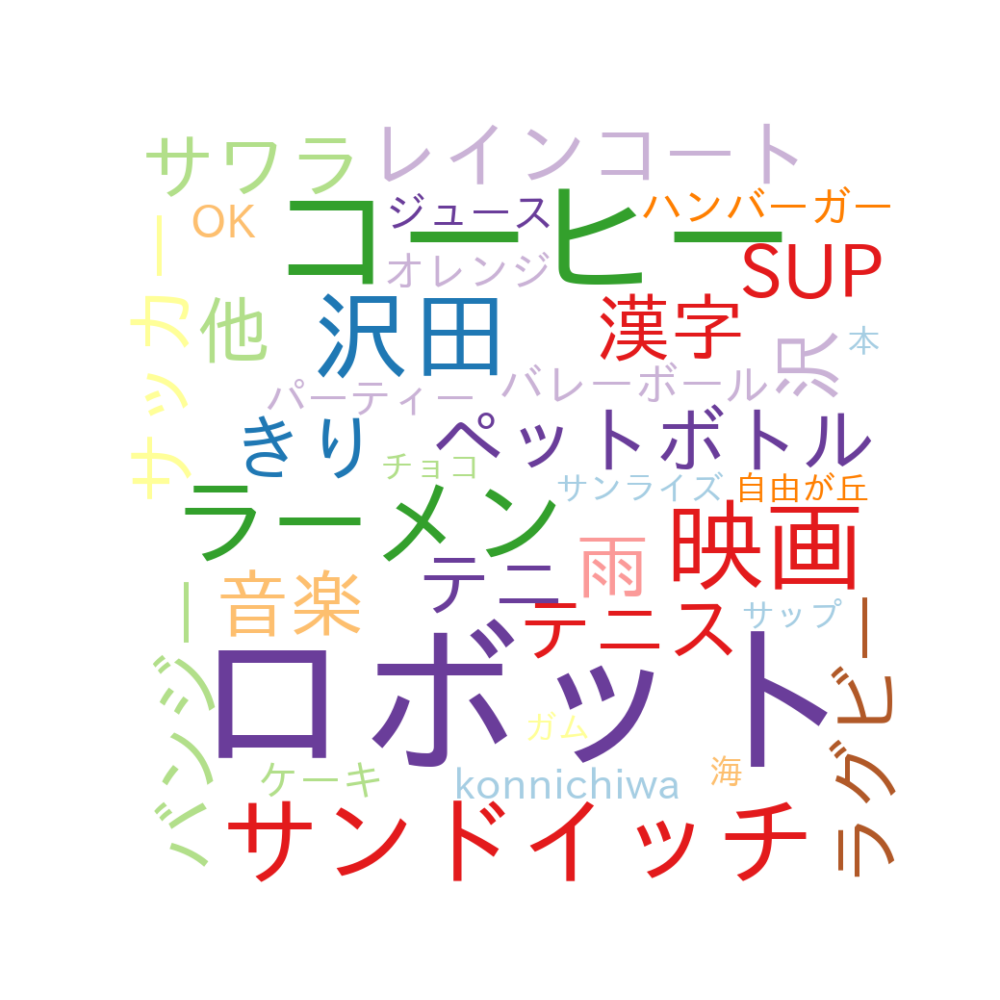 サワラ
レインコート
コーヒー
OK
ジュース
ハンバーガー
SUP
オレンジ
サッカー
他
沢田
漢字
沢
本
パーティー
バレーボール
きり
ペットボトル
チョコ
サンライズ
自由が丘
ラーメン
映画
テニ
雨
音楽
テニス
サップ
バンジー
ロボット
ラグビー
ガム
ケーキ
konnichiwa
海
サンドイッチ